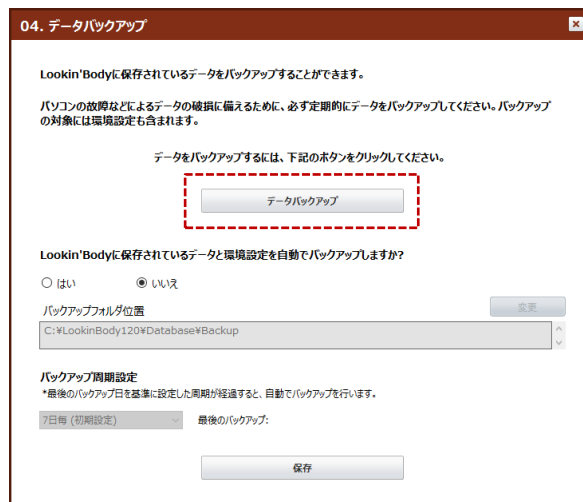 04. データバックアップ
Lookin'Bodyに保存されているデータをバックアップすることができます。
パソコンの故障などによるデータの破損に備えるために、必ず定期的にデータをバックアップしてください。バックアップ
の対象には環境設定も含まれます。
データをバックアップするには、下記のボタンをクリックしてください。
データバックアップ
Lookin'Bodyに保存されているデータと環境設定を自動でバックアップしますか?
はい
いいえ
バックアップフォルダ位置
変更
C:¥LookinBody120¥Database¥Backup
バックアップ周期設定
*最後のバックアップ日を基準に設定した周期が経過すると、自動でバックアップを行います。
7日毎 (初期設定)
最後のバックアップ:
保存